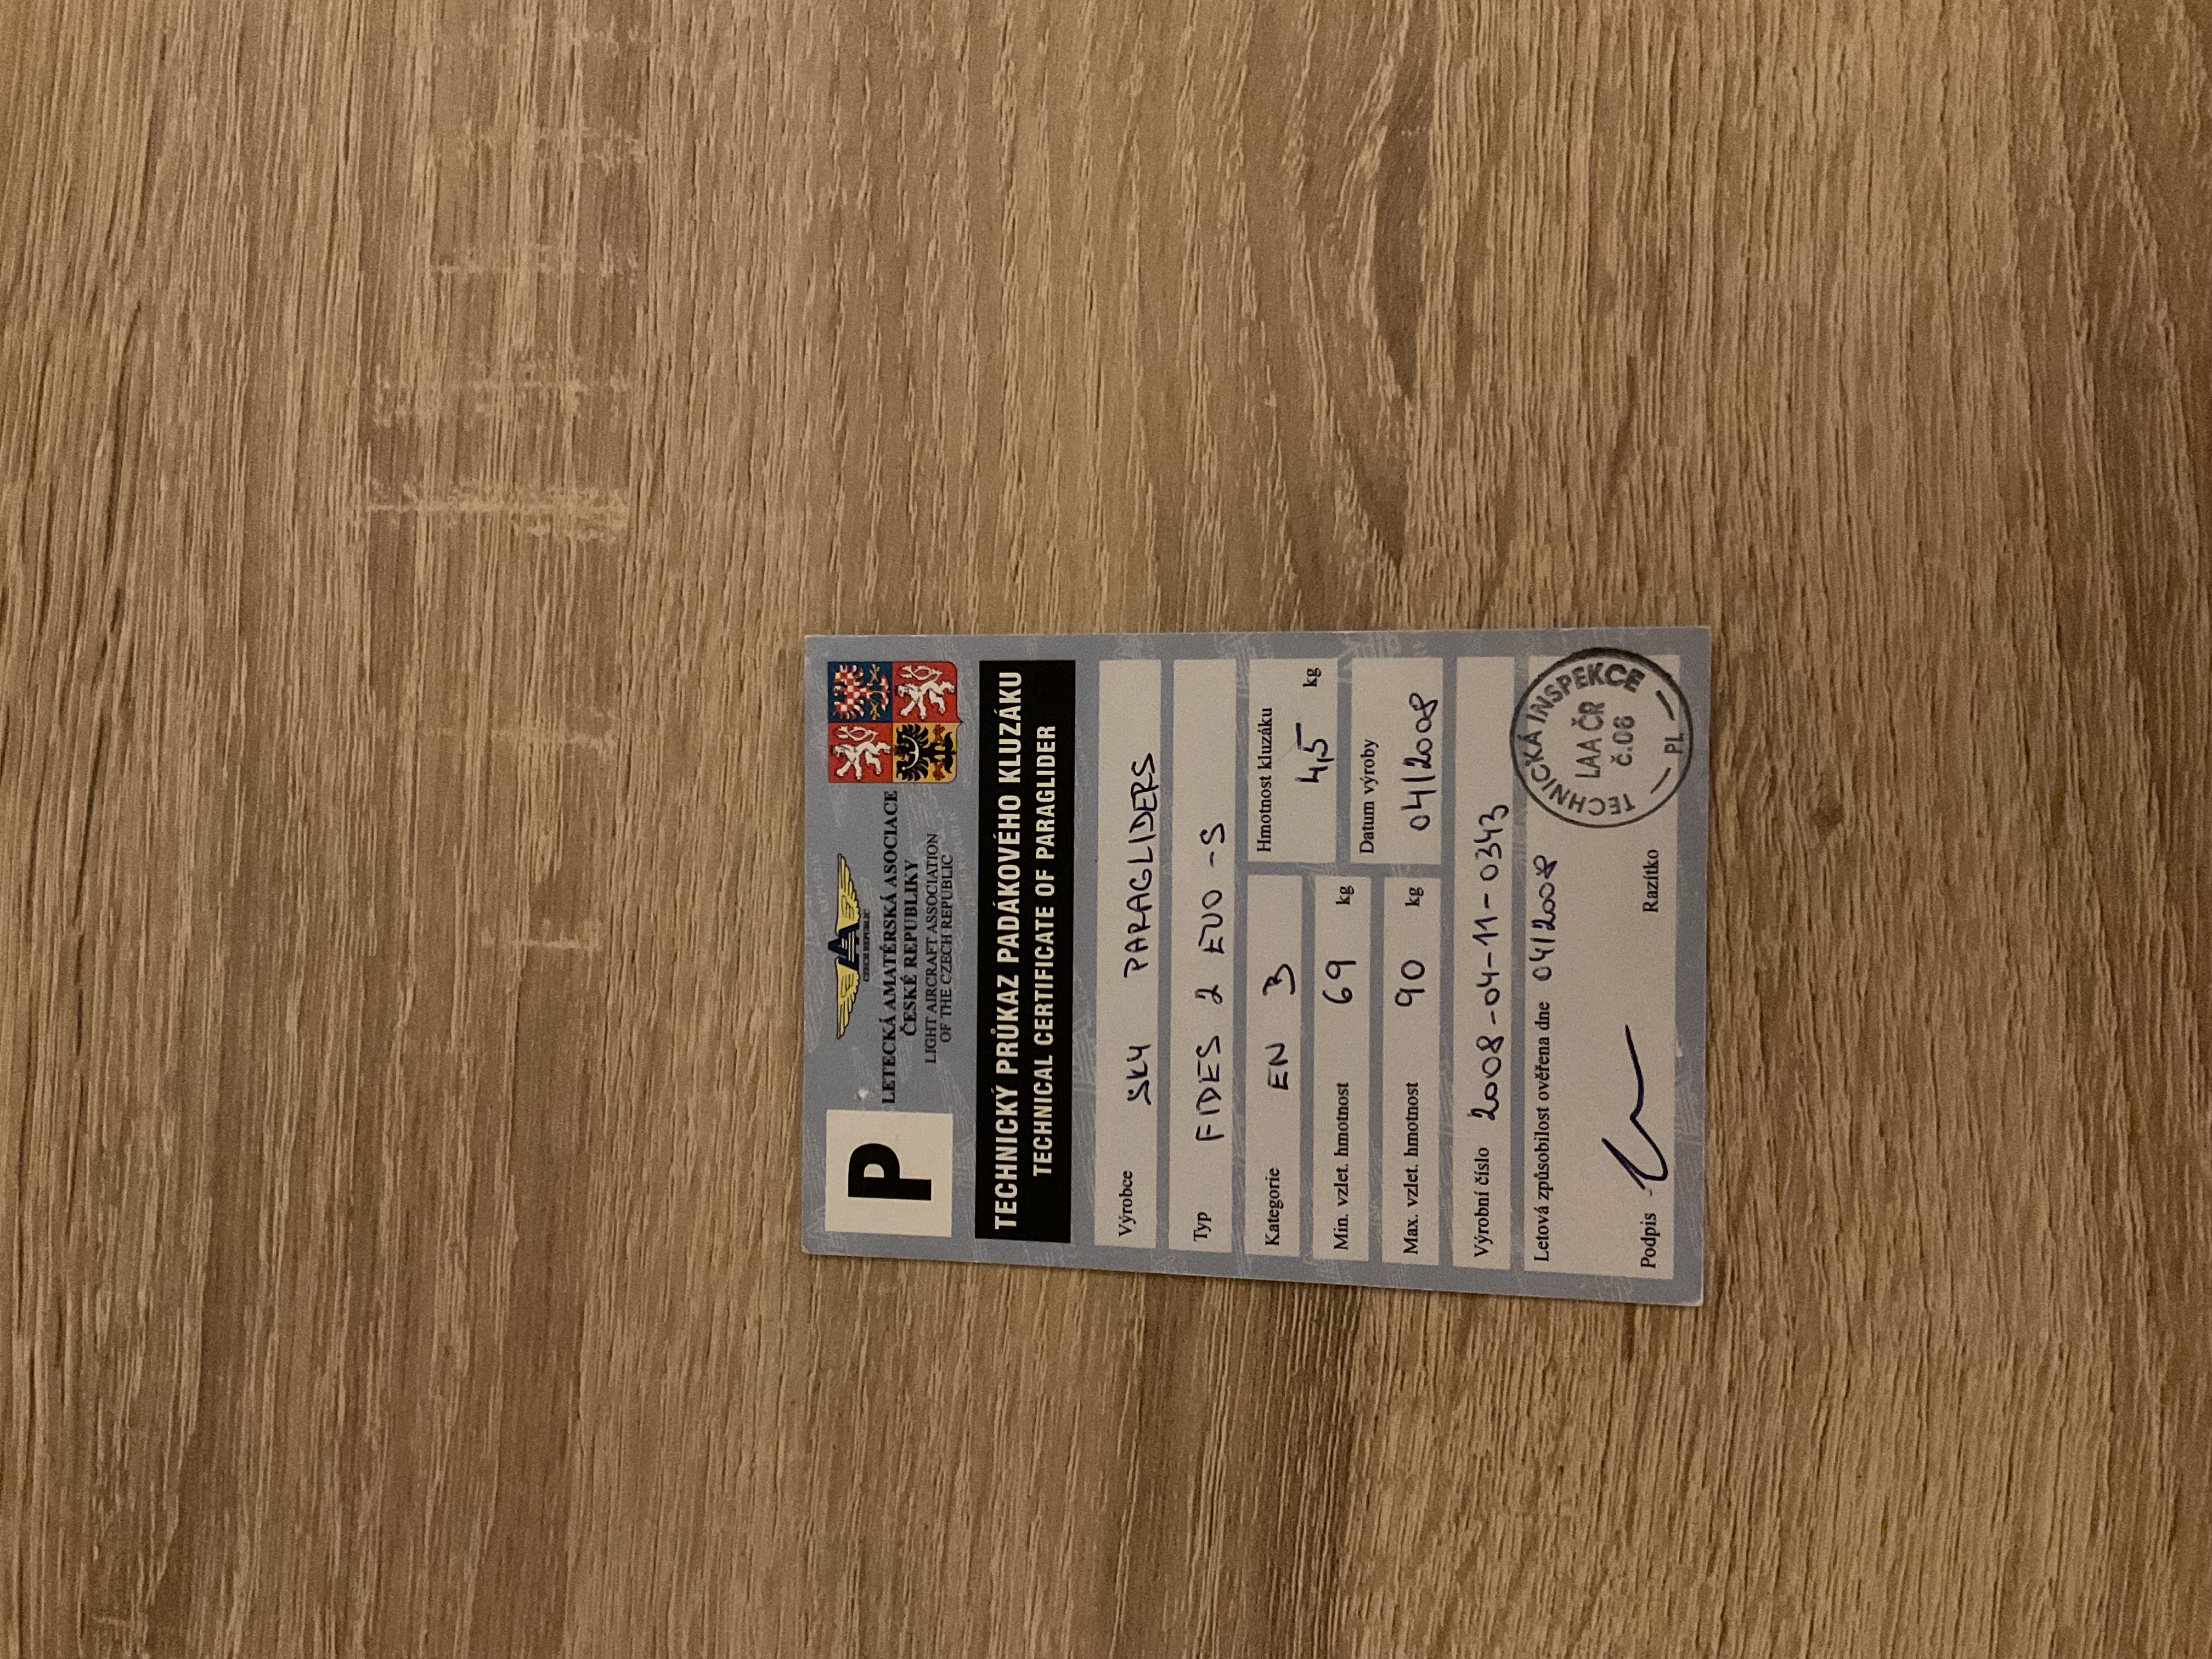 P
CZECH REPUBLIC
LETECKÁ AMATÉRSKÁ ASOCIACE
ČESKÉ REPUBLIKY
LIGHT AIRCRAFT ASSOCIATION
OF THE CZECH REPUBLIC
TECHNICKÝ PRŮKAZ PADÁKOVÉHO KLUZÁKU
TECHNICAL CERTIFICATE OF PARAGLIDER
Výrobce SKY PARAGLIDERS
Typ FIDES 2 EVO - S
Kategorie EN B
Hmotnost kluzáku
4,5 kg
Min. vzlet. hmotnost 69 kg
Datum výroby
04/2008
Max. vzlet. hmotnost 90 kg
Výrobní číslo 2008-04-11-0343
Letová způsobilost ověřena dne 04/2008
TECHNICKÁ INSPEKCE
LAA ČR
č.06
PL
Podpis Razítko